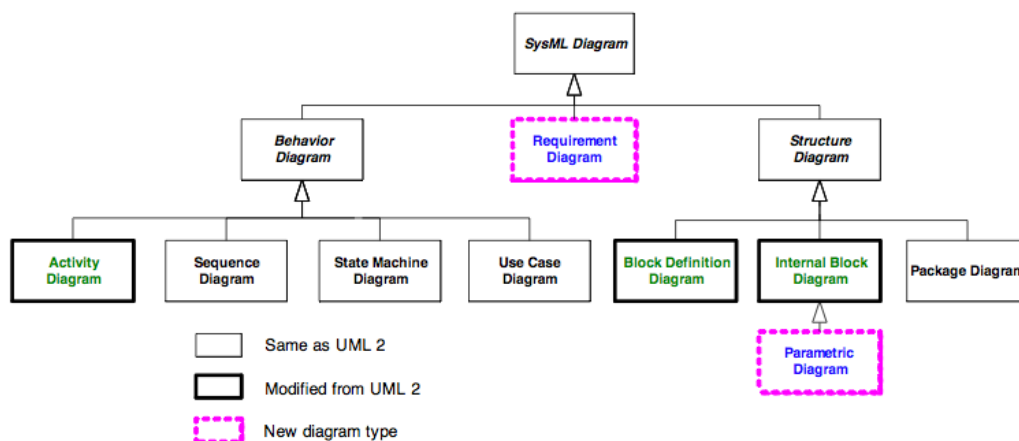 SysML Diagram
Behavior
Diagram
Requirement
Diagram
Structure
Diagram
Activity
Diagram
Sequence
Diagram
State Machine
Diagram
Use Case
Diagram
Block Definition
Diagram
Internal Block
Diagram
Package Diagram
Parametric
Diagram
Same as UML 2
Modified from UML 2
New diagram type